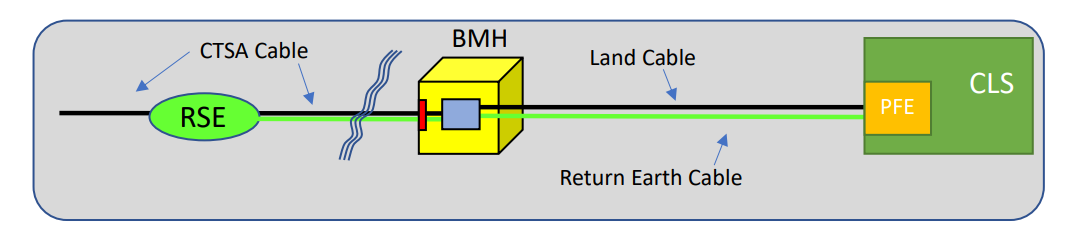 CTSA Cable
BMH
Land Cable
CLS
RSE
PFE
Return Earth Cable